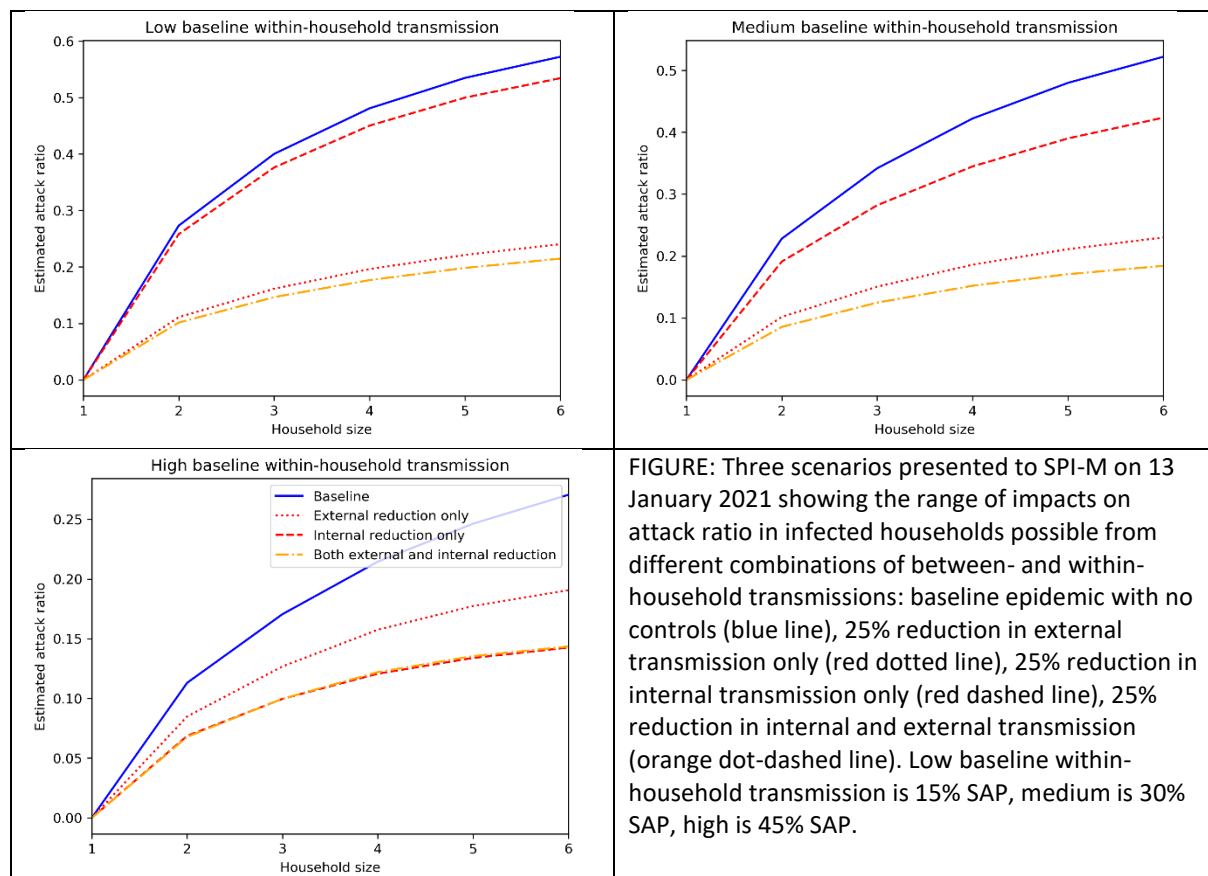 Low baseline within-household transmission
0.6
0.5
0.4
0.3
0.2
0.1
0.0
Estimated attack ratio
1 2 3 4 5 6
Household size
Medium baseline within-household transmission
0.5
0.4
0.3
0.2
0.1
0.0
Estimated attack ratio
1 2 3 4 5 6
Household size
High baseline within-household transmission
Baseline
External reduction only
Internal reduction only
Both external and internal reduction
0.25
0.20
0.15
0.10
0.05
0.00
Estimated attack ratio
1 2 3 4 5 6
Household size
FIGURE: Three scenarios presented to SPI-M on 13
January 2021 showing the range of impacts on
attack ratio in infected households possible from
different combinations of between- and within-
household transmissions: baseline epidemic with no
controls (blue line), 25% reduction in external
transmission only (red dotted line), 25% reduction in
internal transmission only (red dashed line), 25%
reduction in internal and external transmission
(orange dot-dashed line). Low baseline within-
household transmission is 15% SAP, medium is 30%
SAP, high is 45% SAP.